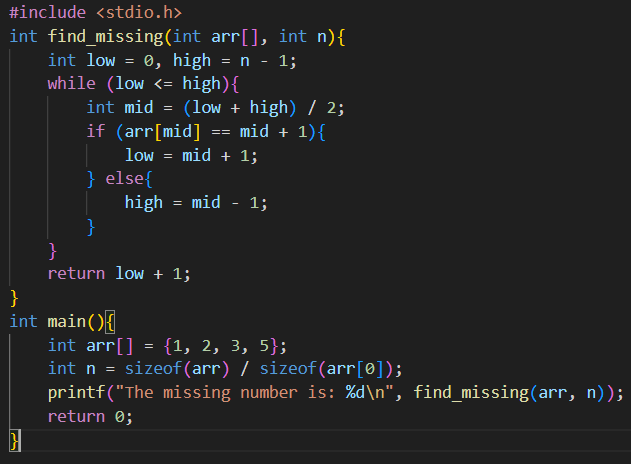 #include <stdio.h>
int find_missing(int arr[], int n){
    int low = 0, high = n - 1;
    while (low <= high){
        int mid = (low + high) / 2;
        if (arr[mid] == mid + 1){
            low = mid + 1;
        } else{
            high = mid - 1;
        }
    }
    return low + 1;
}
int main(){
    int arr[] = {1, 2, 3, 5};
    int n = sizeof(arr) / sizeof(arr[0]);
    printf("The missing number is: %d\n", find_missing(arr, n));
    return 0;
}